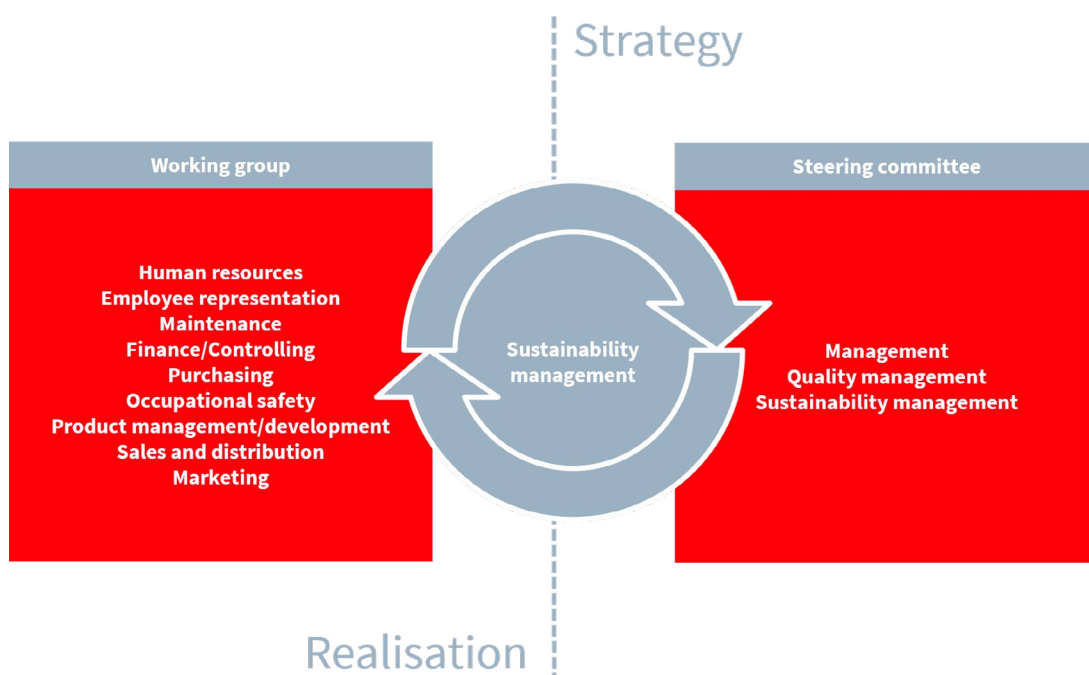 Strategy
Working group
Human resources
Employee representation
Maintenance
Finance/Controlling
Purchasing
Occupational safety
Product management/development
Sales and distribution
Marketing
Sustainability
management
Steering committee
Management
Quality management
Sustainability management
Realisation